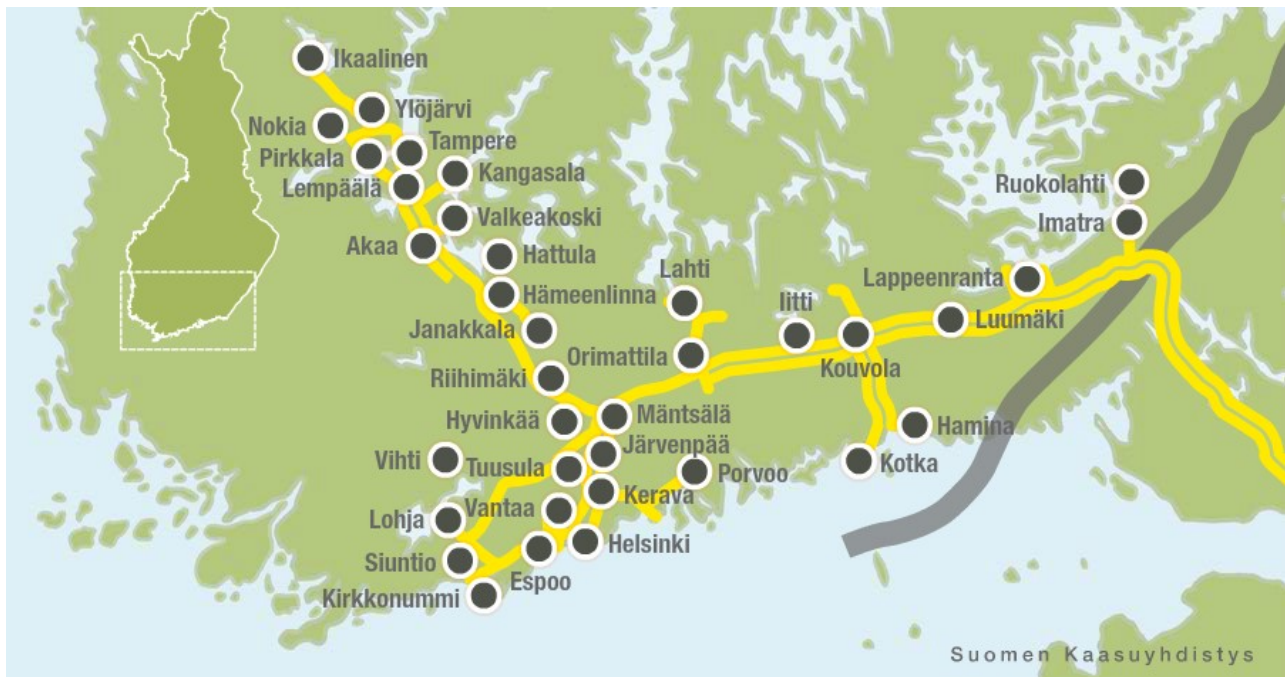 Ikaalinen
Ylöjärvi
Nokia
Tampere
Pirkkala
Kangasala
Lempäälä
Valkeakoski
Akaa
Hattula
Hämeenlinna
Janakkala
Riihimäki
Hyvinkää
Vihti
Lahti
Orimattila
Mäntsälä
Järvenpää
Tuusula
Kerava
Vantaa
Lohja
Helsinki
Siuntio
Espoo
Kirkkonummi
Porvoo
Iitti
Kouvola
Hamina
Kotka
Ruokolahti
Imatra
Lappeenranta
Luumäki
Suomen Kaasuyhdistys